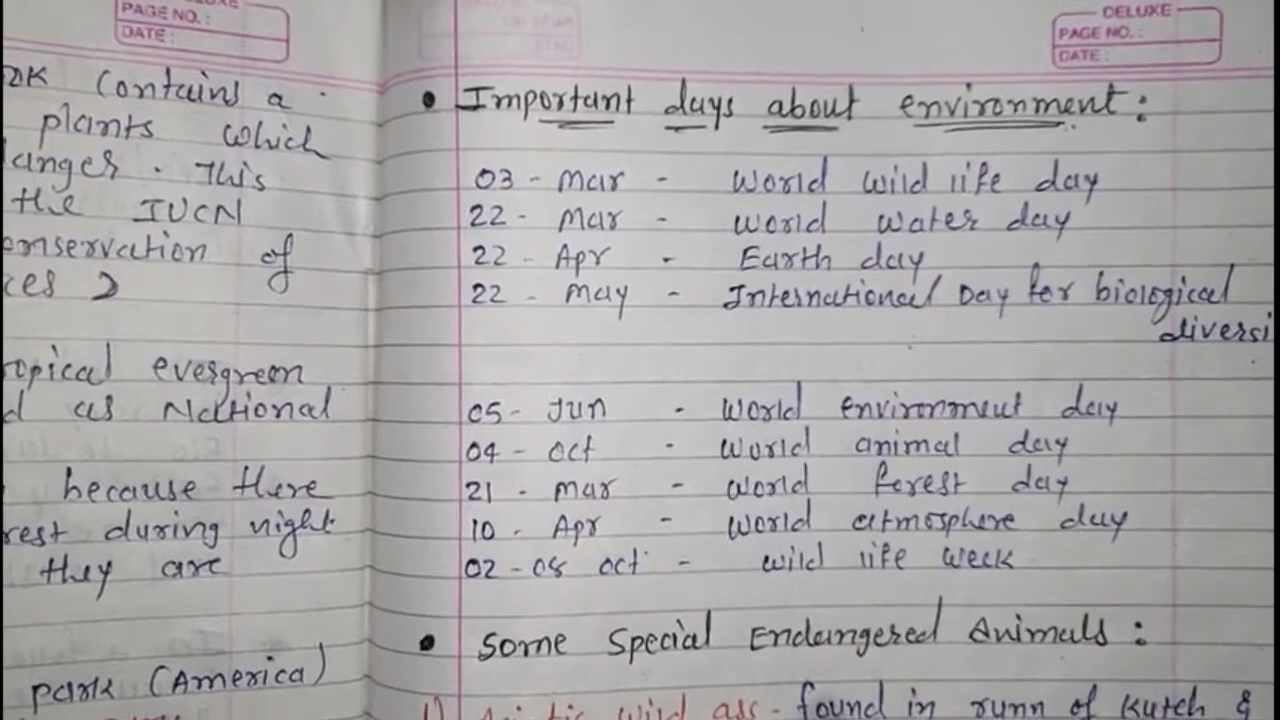 PAGE NO. :
DATE :
contains a
plants which
This
the IUCN
of
evergreen
as National
because there
during night
they are
park (America)
DELUXE
PAGE NO. :
DATE :
• Important days about environment :
03 - Mar - World wild life day
22 - Mar - World water day
22 - Apr - Earth day
22 - May - International Day for biological
diversi
05 - Jun - World environment day
04 - Oct - World animal day
21 - Mar - World forest day
10 - Apr - World atmosphere day
02 - 08 Oct - wild life week
• Some Special Endangered Animals :
1) Asiatic wild ass - found in runn of Kutch &